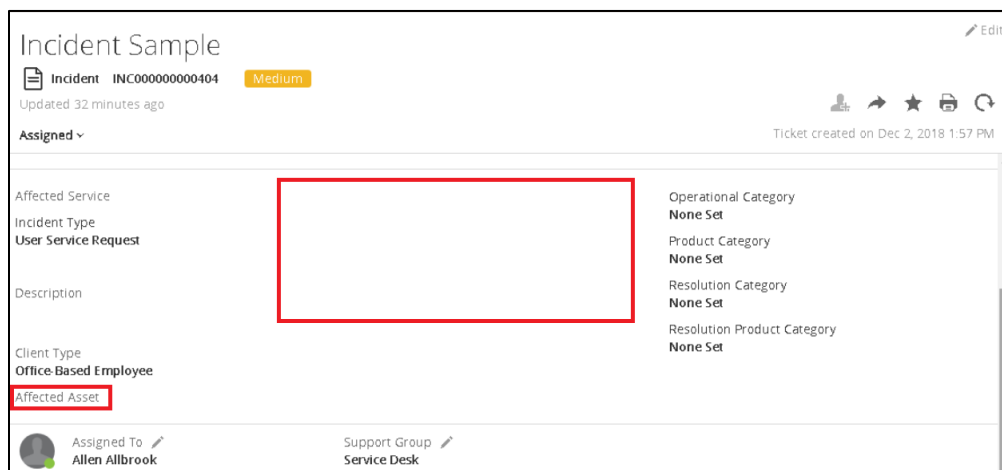 Incident Sample
Edit
Incident INC000000000404 Medium
Updated 32 minutes ago
Assigned
Ticket created on Dec 2, 2018 1:57 PM
Affected Service
Incident Type
User Service Request
Description
Client Type
Office-Based Employee
Affected Asset
Operational Category
None Set
Product Category
None Set
Resolution Category
None Set
Resolution Product Category
None Set
Assigned To
Allen Allbrook
Support Group
Service Desk